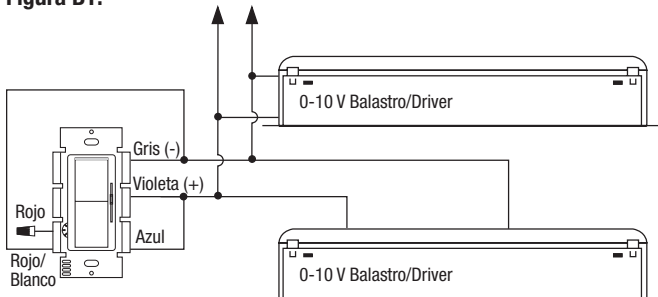 Figura D1.
0-10 V Balastro/Driver
Gris (-)
Violeta (+)
Rojo
Azul
Rojo/
Blanco
0-10 V Balastro/Driver